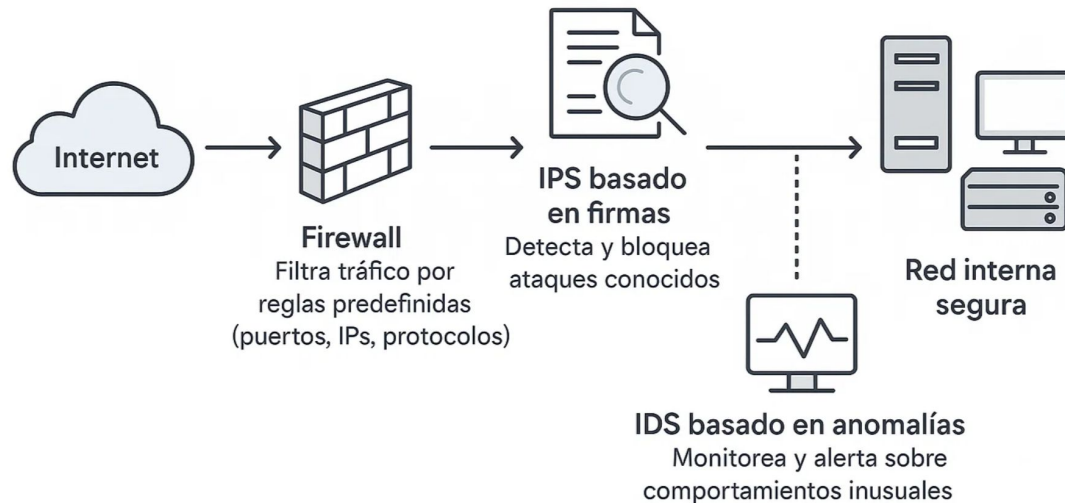 Internet
Firewall
Filtra tráfico por
reglas predefinidas
(puertos, IPs, protocolos)
IPS basado
en firmas
Detecta y bloquea
ataques conocidos
IDS basado en anomalías
Monitorea y alerta sobre
comportamientos inusuales
Red interna
segura